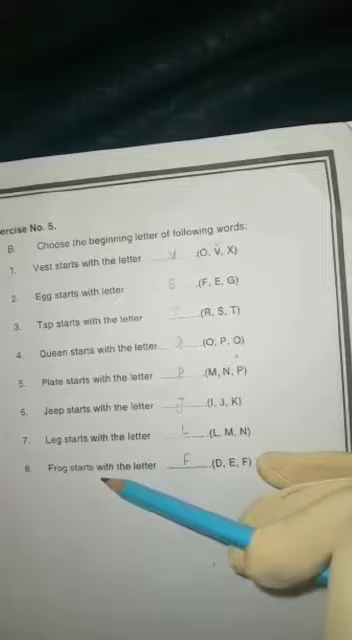 ercise No. 5.
B. Choose the beginning letter of following words:
1. Vest starts with the letter V (O, V, X)
2. Egg starts with letter (F, E, G)
3. Tap starts with the letter T (R, S, T)
4. Queen starts with the letter (O, P, Q)
5. Plate starts with the letter P (M, N, P)
6. Jeep starts with the letter J (I, J, K)
7. Leg starts with the letter L (L, M, N)
8. Frog starts with the letter F (D, E, F)